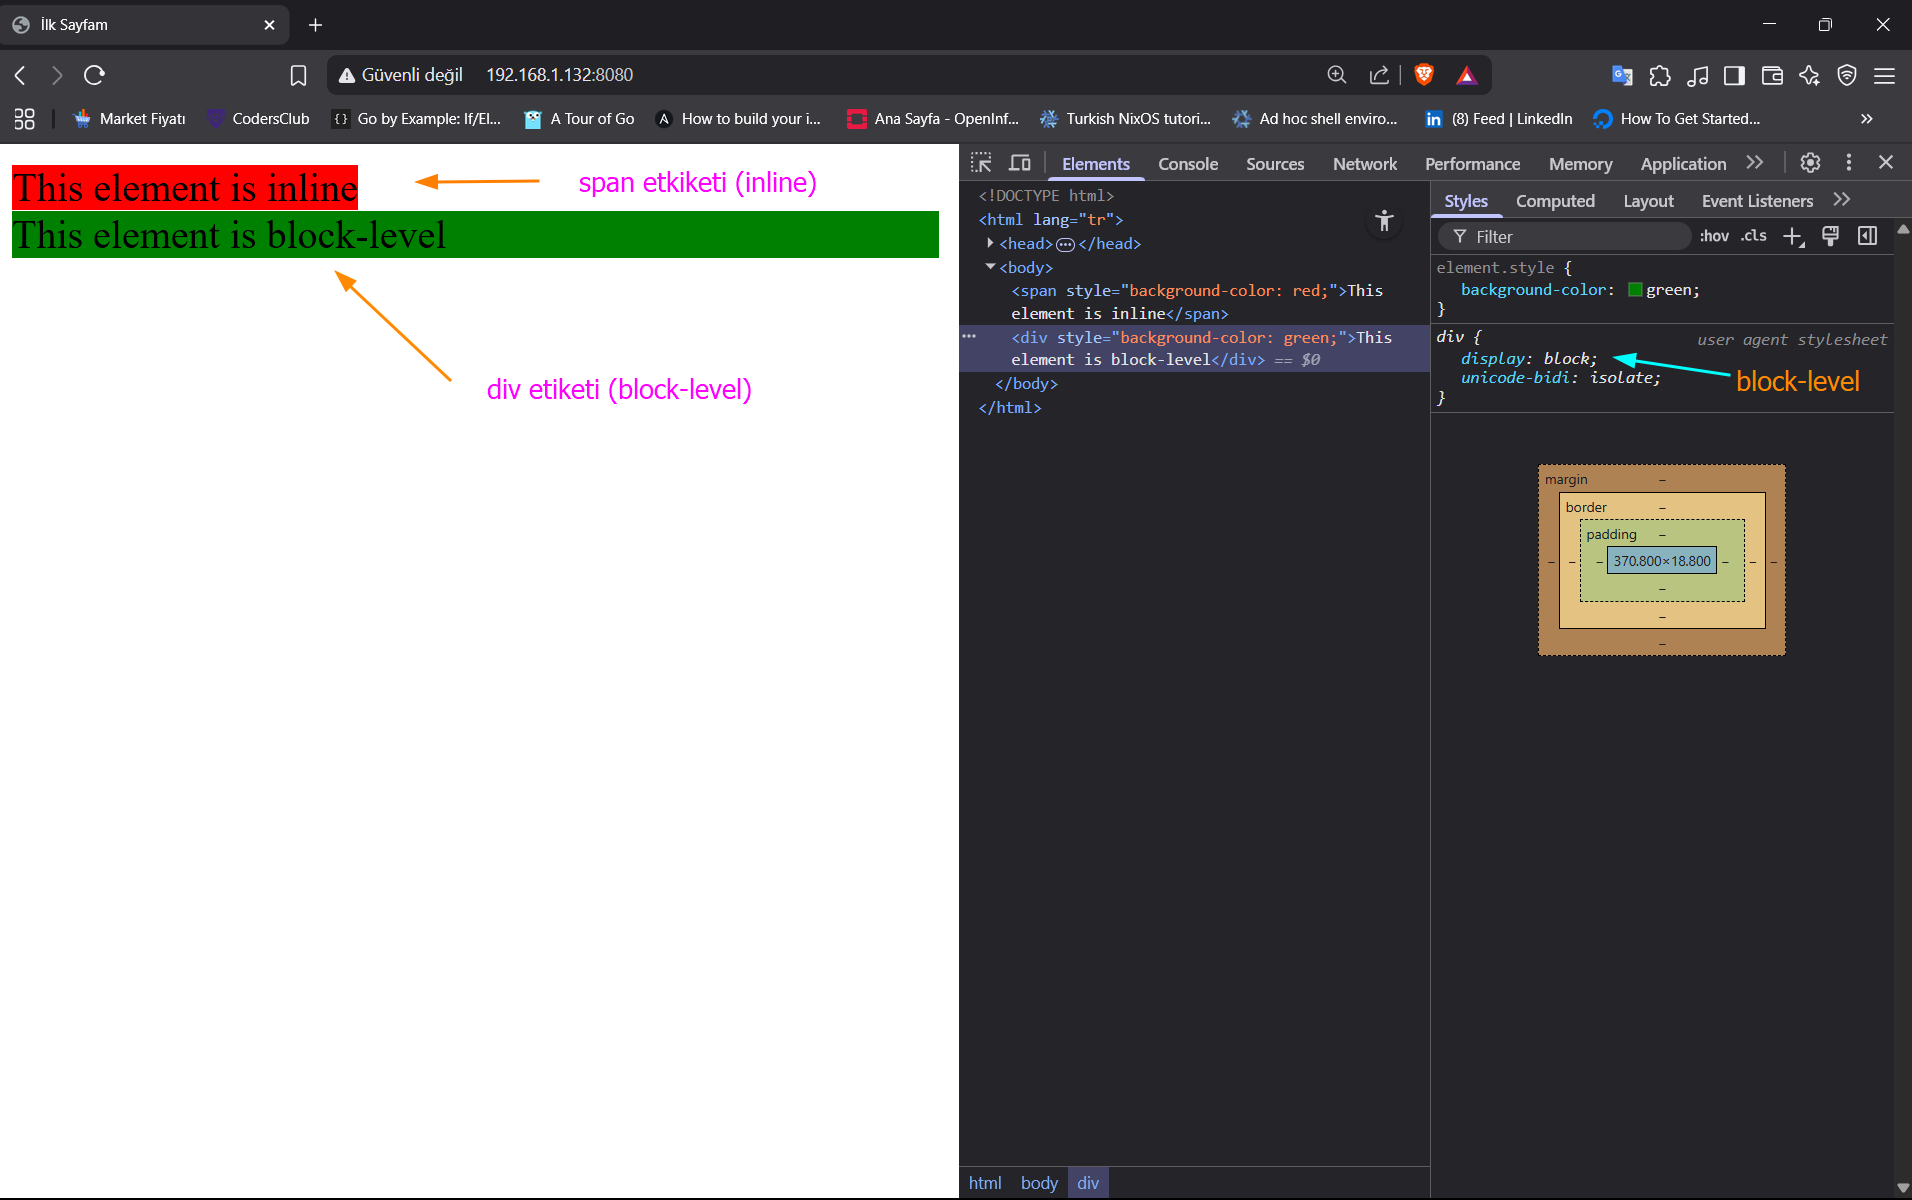 İlk Sayfam
Güvenli değil 192.168.1.132:8080
Market Fiyatı CodersClub Go by Example: If/El... A Tour of Go How to build your i... Ana Sayfa - OpenInf... Turkish NixOS tutori... Ad hoc shell enviro... (8) Feed | LinkedIn How To Get Started...
This element is inline
span etkiketi (inline)
This element is block-level
div etiketi (block-level)
Elements Console Sources Network Performance Memory Application
<!DOCTYPE html>
<html lang="tr">
<head> </head>
<body>
<span style="background-color: red;">This
element is inline</span>
<div style="background-color: green;">This
element is block-level</div> == $0
</body>
</html>
html body div
Styles Computed Layout Event Listeners
Filter :hov .cls
element.style {
background-color: green;
}
div { user agent stylesheet
display: block;
unicode-bidi: isolate;
}
block-level
margin –
border –
padding –
– – – 370.800×18.800 – – –
–
–
–